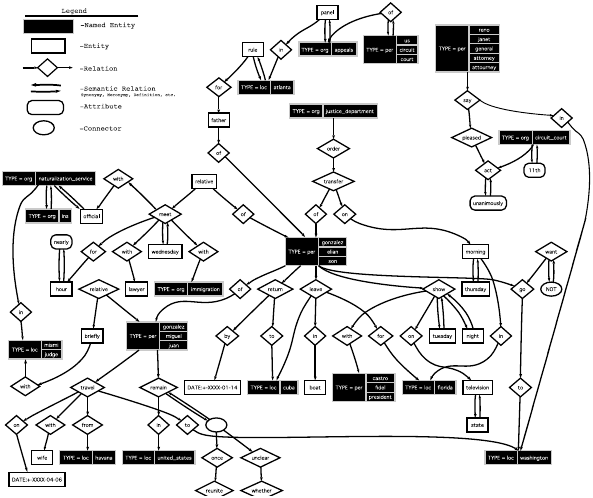 Legend
-Named Entity
-Entity
-Relation
-Semantic Relation
Synonymy, Meronymy, Definition, etc.
-Attribute
-Connector
panel
of
rule
in
TYPE = org appeals
TYPE = per us circuit court
TYPE = per reno janet general attorney attourney
for
TYPE = loc atlanta
say
in
father
TYPE = org justice_department
pleased
TYPE = org circuit_court
of
order
act
11th
TYPE = org naturalization_service
with
relative
transfer
unanimously
TYPE = org ins
official
meet
of
of
on
nearly
for
with
wednesday
with
TYPE = per gonzalez elian son
morning
want
hour
relative
lawyer
TYPE = org immigration
of
return
leave
show
thursday
go
NOT
in
TYPE = loc miami judge
briefly
TYPE = per gonzalez miguel juan
by
to
in
with
for
on
tuesday
night
in
with
travel
remain
DATE:+-XXXX-01-14
TYPE = loc cuba
boat
TYPE = per castro fidel president
TYPE = loc florida
television
to
on
with
from
in
to
state
wife
TYPE = loc havana
TYPE = loc united_states
once
unclear
TYPE = loc washington
DATE:+-XXXX-04-06
reunite
whether